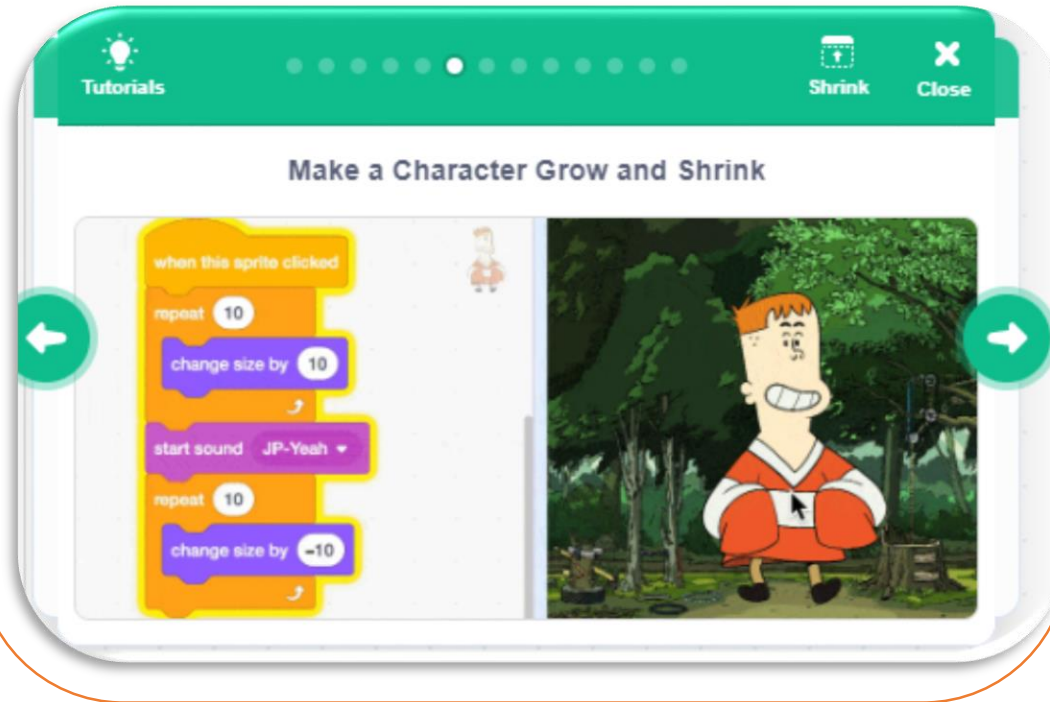 Tutorials
Shrink
Close
Make a Character Grow and Shrink
when this sprite clicked
repeat 10
change size by 10
start sound JP-Yeah
repeat 10
change size by -10